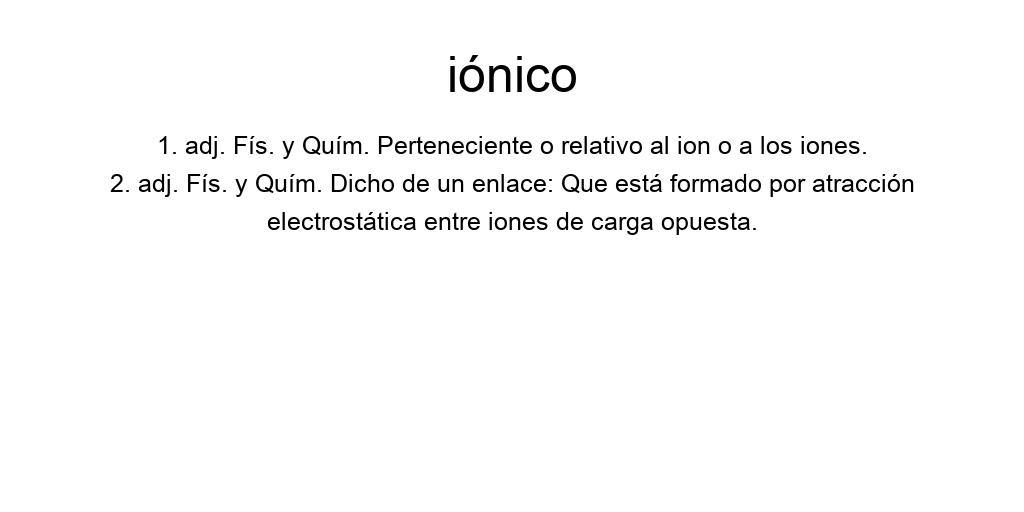 iónico
1. adj. Fís. y Quím. Perteneciente o relativo al ion o a los iones.
2. adj. Fís. y Quím. Dicho de un enlace: Que está formado por atracción
electrostática entre iones de carga opuesta.